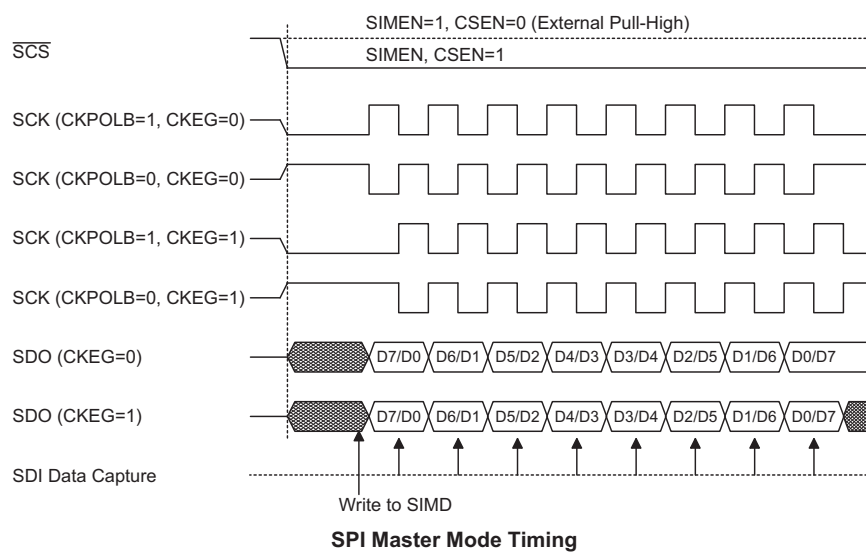 SIMEN=1, CSEN=0 (External Pull-High)
SCS
SIMEN, CSEN=1
SCK (CKPOLB=1, CKEG=0)
SCK (CKPOLB=0, CKEG=0)
SCK (CKPOLB=1, CKEG=1)
SCK (CKPOLB=0, CKEG=1)
SDO (CKEG=0) D7/D0 D6/D1 D5/D2 D4/D3 D3/D4 D2/D5 D1/D6 D0/D7
SDO (CKEG=1) D7/D0 D6/D1 D5/D2 D4/D3 D3/D4 D2/D5 D1/D6 D0/D7
SDI Data Capture
Write to SIMD
SPI Master Mode Timing